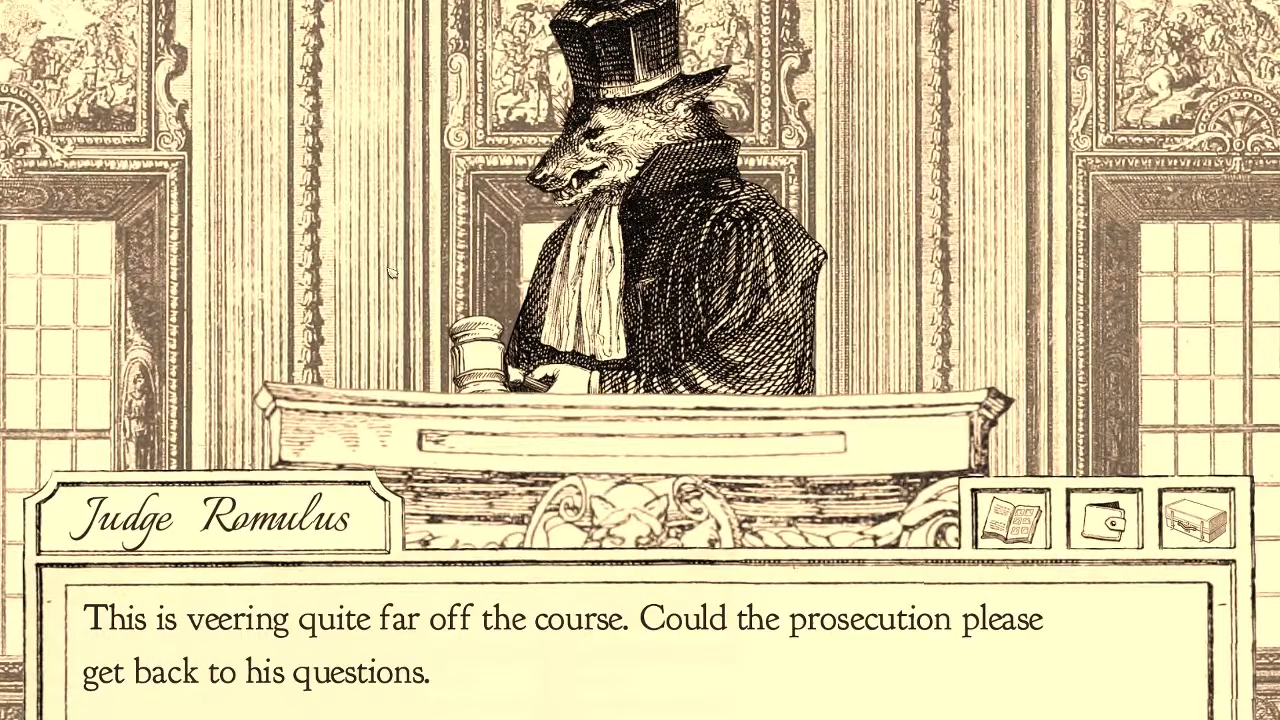 Judge Romulus
This is veering quite far off the course. Could the prosecution please
get back to his questions.